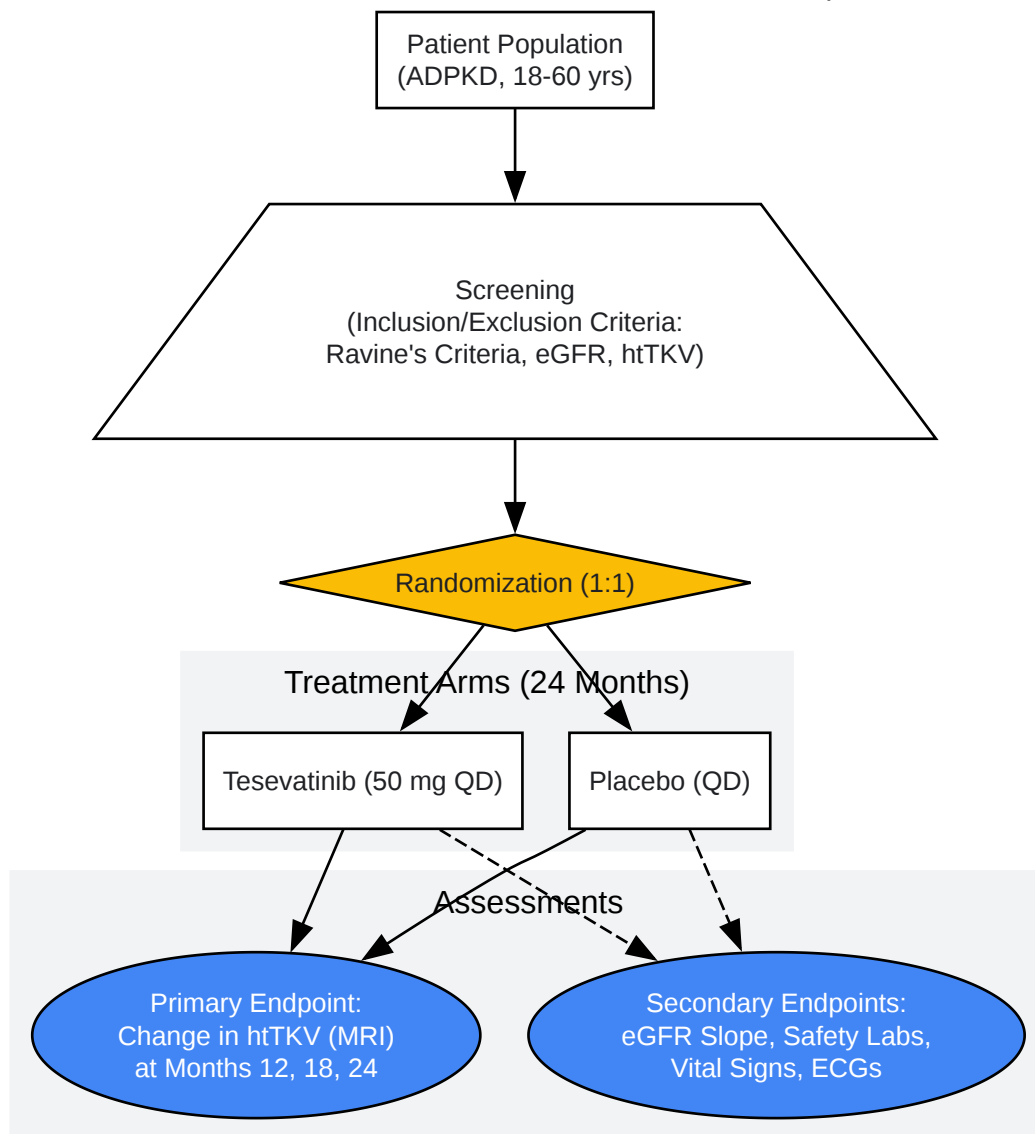 Patient Population
(ADPKD, 18-60 yrs)
Screening
(Inclusion/Exclusion Criteria:
Ravine's Criteria, eGFR, htTKV)
Randomization (1:1)
Treatment Arms (24 Months)
Tesevatinib (50 mg QD)
Placebo (QD)
Assessments
Primary Endpoint:
Change in htTKV (MRI)
at Months 12, 18, 24
Secondary Endpoints:
eGFR Slope, Safety Labs,
Vital Signs, ECGs